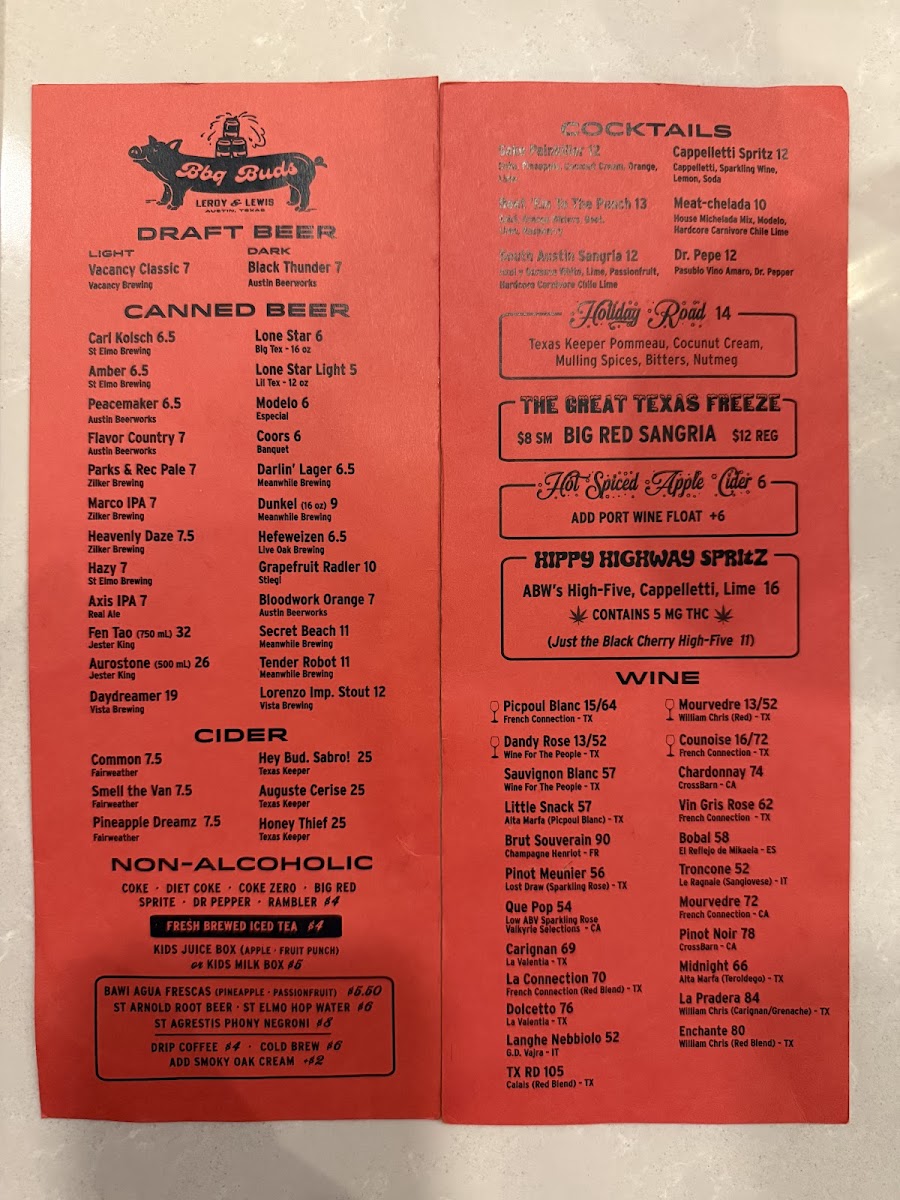 Bbq Buds
LEROY & LEWIS
AUSTIN, TEXAS
DRAFT BEER
LIGHT
Vacancy Classic 7
Vacancy Brewing
DARK
Black Thunder 7
Austin Beerworks
CANNED BEER
Carl Kolsch 6.5
St Elmo Brewing
Amber 6.5
St Elmo Brewing
Peacemaker 6.5
Austin Beerworks
Flavor Country 7
Austin Beerworks
Parks & Rec Pale 7
Zilker Brewing
Marco IPA 7
Zilker Brewing
Heavenly Daze 7.5
Zilker Brewing
Hazy 7
St Elmo Brewing
Axis IPA 7
Real Ale
Fen Tao (750 mL) 32
Jester King
Aurostone (500 mL) 26
Jester King
Daydreamer 19
Vista Brewing
Lone Star 6
Big Tex - 16 oz
Lone Star Light 5
Lil Tex - 12 oz
Modelo 6
Especial
Coors 6
Banquet
Darlin' Lager 6.5
Meanwhile Brewing
Dunkel (16 oz) 9
Meanwhile Brewing
Hefeweizen 6.5
Live Oak Brewing
Grapefruit Radler 10
Stiegl
Bloodwork Orange 7
Austin Beerworks
Secret Beach 11
Meanwhile Brewing
Tender Robot 11
Meanwhile Brewing
Lorenzo Imp. Stout 12
Vista Brewing
CIDER
Common 7.5
Fairweather
Smell the Van 7.5
Fairweather
Pineapple Dreamz 7.5
Fairweather
Hey Bud. Sabro! 25
Texas Keeper
Auguste Cerise 25
Texas Keeper
Honey Thief 25
Texas Keeper
NON-ALCOHOLIC
COKE · DIET COKE · COKE ZERO · BIG RED
SPRITE · DR PEPPER · RAMBLER $4
FRESH BREWED ICED TEA $4
KIDS JUICE BOX (APPLE · FRUIT PUNCH)
or KIDS MILK BOX $5
BAWI AGUA FRESCAS (PINEAPPLE · PASSIONFRUIT) $5.50
ST ARNOLD ROOT BEER · ST ELMO HOP WATER $6
ST AGRESTIS PHONY NEGRONI $8
DRIP COFFEE $4 · COLD BREW $6
ADD SMOKY OAK CREAM +$2
COCKTAILS
Painkiller 12
Pineapple, Coconut Cream, Orange,
To The Punch 13
South Austin Sangria 12
White, Lime, Passionfruit,
Hardcore Carnivore Chile Lime
Cappelletti Spritz 12
Cappelletti, Sparkling Wine,
Lemon, Soda
Meat-chelada 10
House Michelada Mix, Modelo,
Hardcore Carnivore Chile Lime
Dr. Pepe 12
Pasubio Vino Amaro, Dr. Pepper
Holiday Road 14
Texas Keeper Pommeau, Coconut Cream,
Mulling Spices, Bitters, Nutmeg
THE GREAT TEXAS FREEZE
$8 SM BIG RED SANGRIA $12 REG
Hot Spiced Apple Cider 6
ADD PORT WINE FLOAT +6
HIPPY HIGHWAY SPRItZ
ABW's High-Five, Cappelletti, Lime 16
CONTAINS 5 MG THC
(Just the Black Cherry High-Five 11)
WINE
Picpoul Blanc 15/64
French Connection - TX
Dandy Rose 13/52
Wine For The People - TX
Sauvignon Blanc 57
Wine For The People - TX
Little Snack 57
Alta Marfa (Picpoul Blanc) - TX
Brut Souverain 90
Champagne Henriot - FR
Pinot Meunier 56
Lost Draw (Sparkling Rose) - TX
Que Pop 54
Low ABV Sparkling Rose
Valkyrie Selections - CA
Carignan 69
La Valentia - TX
La Connection 70
French Connection (Red Blend) - TX
Dolcetto 76
La Valentia - TX
Langhe Nebbiolo 52
G.D. Vajra - IT
TX RD 105
Calais (Red Blend) - TX
Mourvedre 13/52
William Chris (Red) - TX
Counoise 16/72
French Connection - TX
Chardonnay 74
CrossBarn - CA
Vin Gris Rose 62
French Connection - TX
Bobal 58
El Reflejo de Mikaela - ES
Troncone 52
Le Ragnaie (Sangiovese) - IT
Mourvedre 72
French Connection - CA
Pinot Noir 78
CrossBarn - CA
Midnight 66
Alta Marfa (Teroldego) - TX
La Pradera 84
William Chris (Carignan/Grenache) - TX
Enchante 80
William Chris (Red Blend) - TX